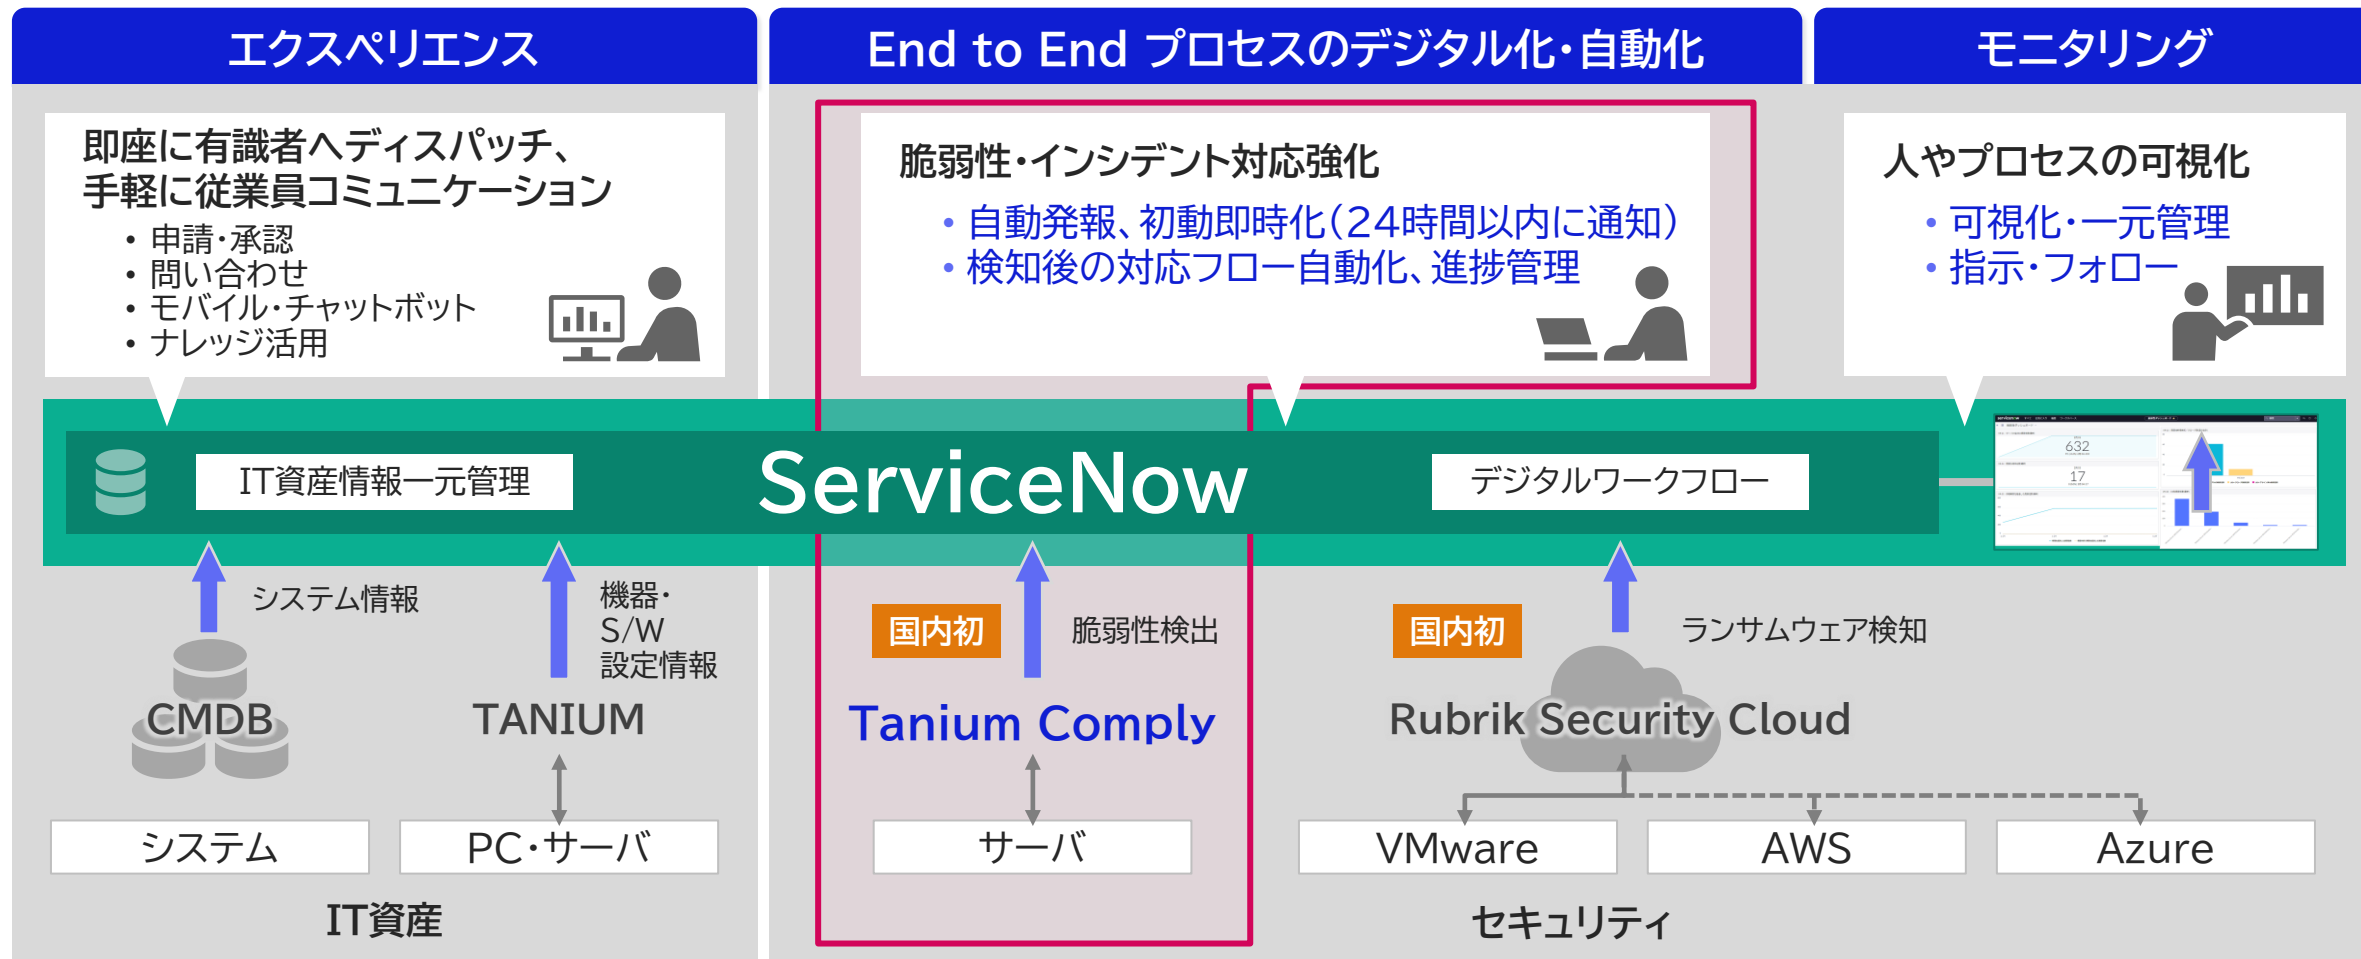 エクスペリエンス
End to End プロセスのデジタル化・自動化
モニタリング
即座に有識者へディスパッチ、
手軽に従業員コミュニケーション
• 申請・承認
• 問い合わせ
• モバイル・チャットボット
• ナレッジ活用
脆弱性・インシデント対応強化
• 自動発報、初動即時化(24時間以内に通知)
• 検知後の対応フロー自動化、進捗管理
人やプロセスの可視化
• 可視化・一元管理
• 指示・フォロー
IT資産情報一元管理
ServiceNow
デジタルワークフロー
servicenow
632
17
システム情報
機器・
S/W
設定情報
国内初
脆弱性検出
国内初
ランサムウェア検知
CMDB
TANIUM
Tanium Comply
Rubrik Security Cloud
システム
PC・サーバ
サーバ
VMware
AWS
Azure
IT資産
セキュリティ